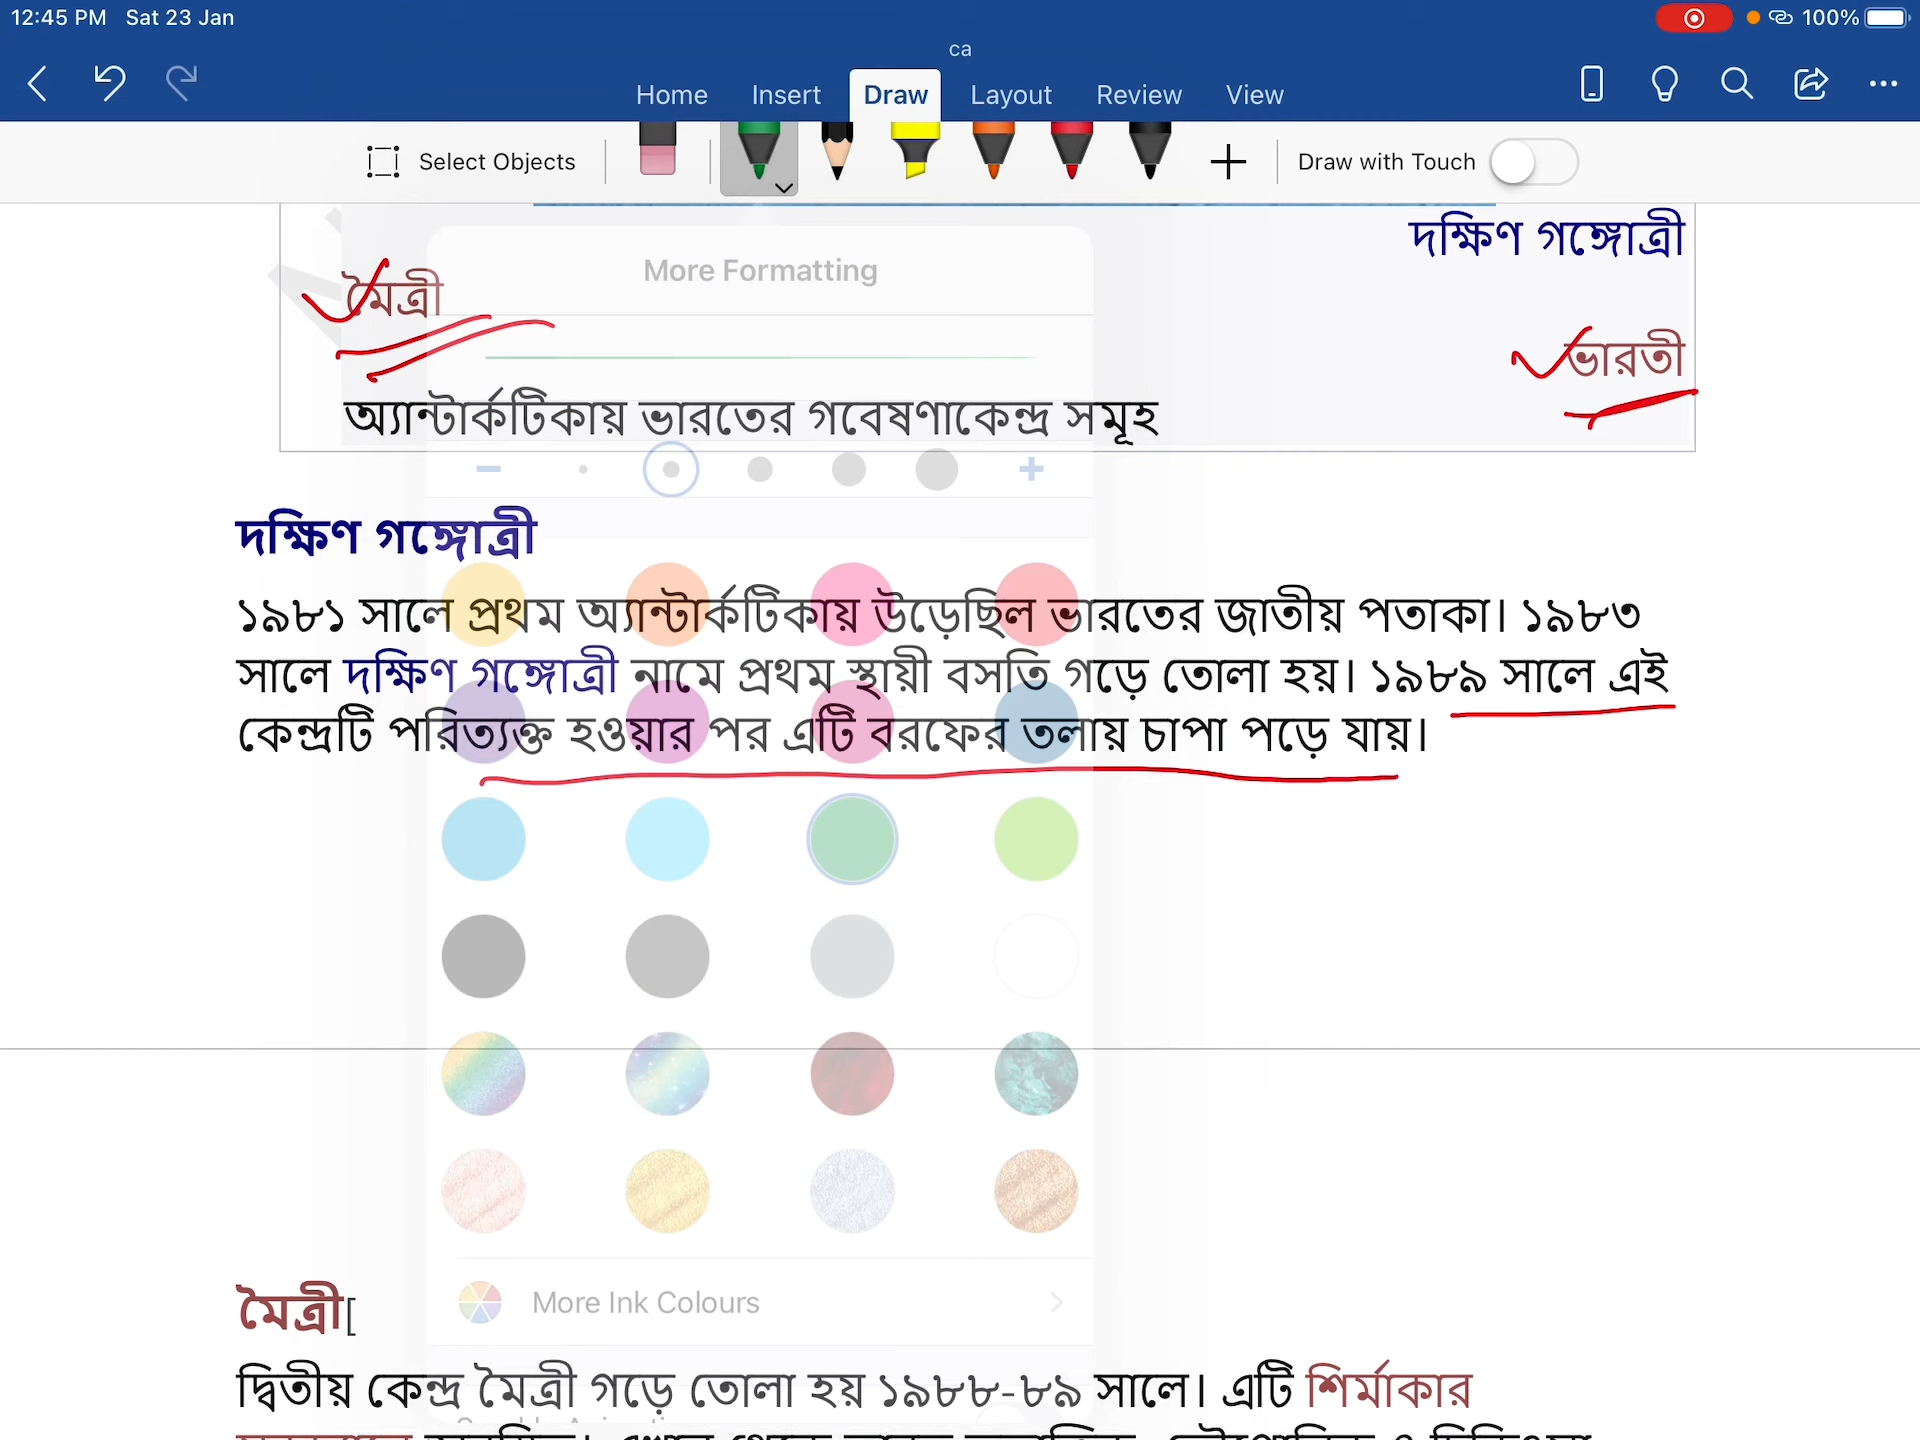 12:45 PM Sat 23 Jan
100%
ca
Home Insert Draw Layout Review View
Select Objects
Draw with Touch
দক্ষিণ গঙ্গোত্রী
More Formatting
মৈত্রী
ভারতী
অ্যান্টার্কটিকায় ভারতের গবেষণাকেন্দ্র সমূহ
দক্ষিণ গঙ্গোত্রী
১৯৮১ সালে প্রথম অ্যান্টার্কটিকায় উড়েছিল ভারতের জাতীয় পতাকা। ১৯৮৩
সালে দক্ষিণ গঙ্গোত্রী নামে প্রথম স্থায়ী বসতি গড়ে তোলা হয়। ১৯৮৯ সালে এই
কেন্দ্রটি পরিত্যক্ত হওয়ার পর এটি বরফের তলায় চাপা পড়ে যায়।
More Ink Colours
মৈত্রী[
দ্বিতীয় কেন্দ্র মৈত্রী গড়ে তোলা হয় ১৯৮৮-৮৯ সালে। এটি শির্মাকার